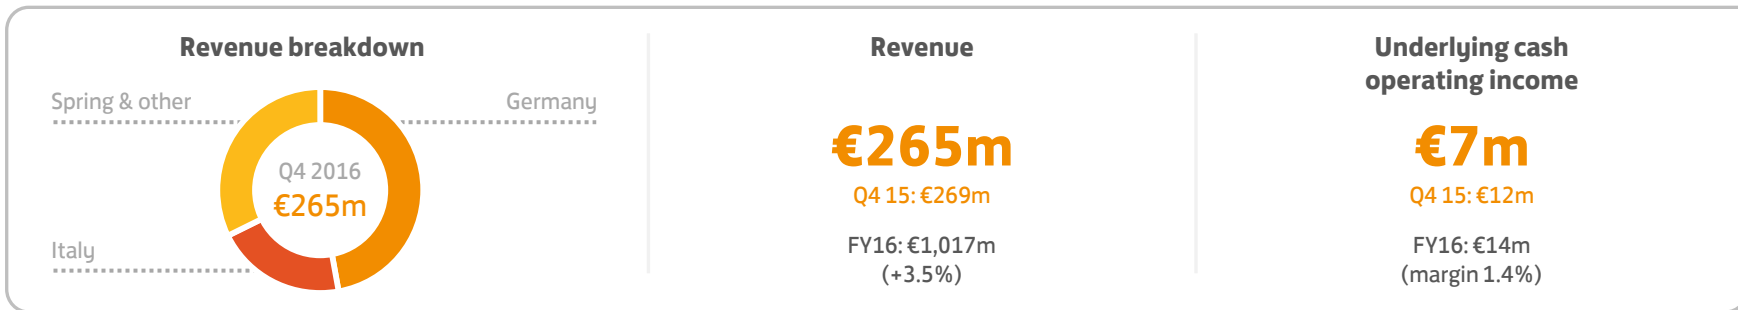 Revenue breakdown
Spring & other
Germany
Q4 2016
€265m
Italy
Revenue
€265m
Q4 15: €269m
FY16: €1,017m
(+3.5%)
Underlying cash
operating income
€7m
Q4 15: €12m
FY16: €14m
(margin 1.4%)